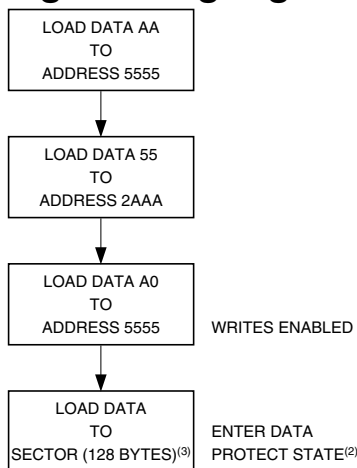 LOAD DATA AA
TO
ADDRESS 5555
LOAD DATA 55
TO
ADDRESS 2AAA
LOAD DATA A0
TO
ADDRESS 5555 WRITES ENABLED
LOAD DATA
TO ENTER DATA
SECTOR (128 BYTES)(3) PROTECT STATE(2)